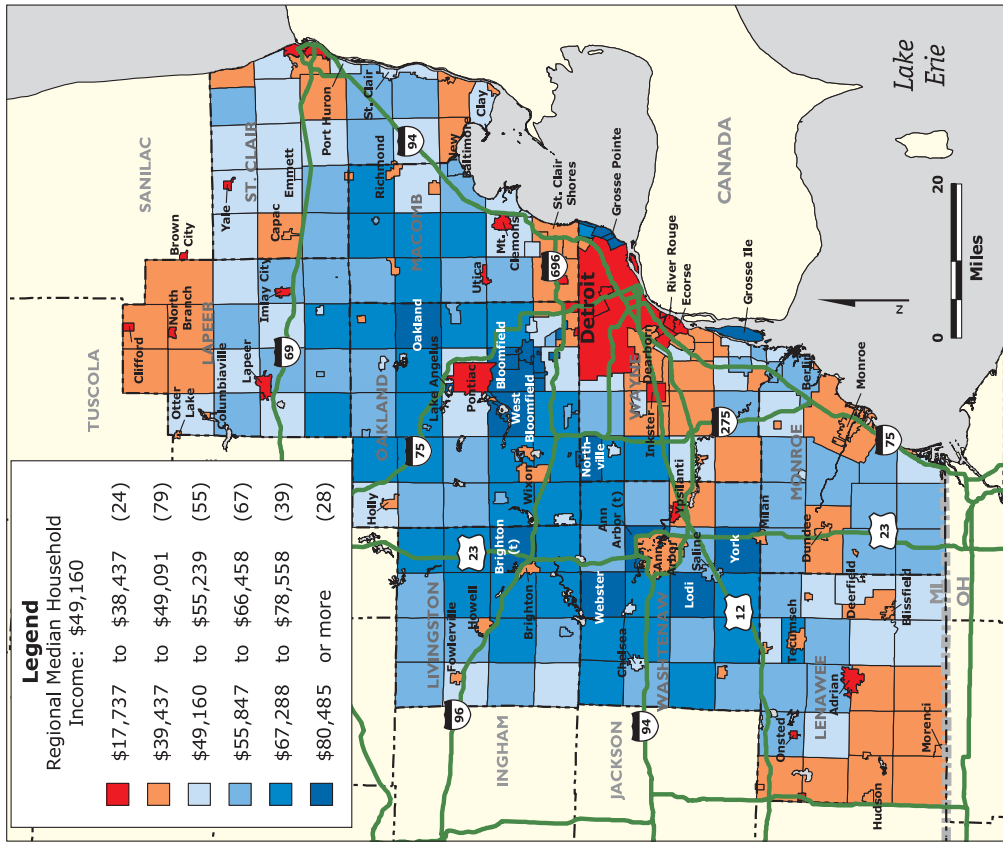 Legend
Regional Median Household
Income: $49,160
$17,737 to $38,437 (24)
$39,437 to $49,091 (79)
$49,160 to $55,239 (55)
$55,847 to $66,458 (67)
$67,288 to $78,558 (39)
$80,485 or more (28)
TUSCOLA
SANILAC
Clifford
Brown
City
North
Branch
LAPEER
Otter
Lake
Columbiaville
Lapeer
Imlay City
Yale
ST. CLAIR
Capac
Emmett
69
Port Huron
St. Clair
Richmond
94
MACOMB
New
Baltimore
Clay
Holly
OAKLAND
75
Lake Angelus
Oakland
Pontiac
Utica
Mt.
Clemons
LIVINGSTON
Fowlerville
Howell
23
Brighton
(t)
Brighton
Wixon
West
Bloomfield
Bloomfield
696
St. Clair
Shores
96
INGHAM
Webster
Ann
Arbor (t)
North-
ville
Detroit
Grosse Pointe
WAYNE
Dearborn
Inkster
River Rouge
Ecorse
CANADA
Chelsea
94
JACKSON
WASHTENAW
Ann
Arbor
Ypsilanti
Saline
Lodi
York
12
275
Grosse Ile
Milan
Tecumseh
Onsted
LENAWEE
Adrian
Dundee
MONROE
Berlin
Monroe
Deerfield
Blissfield
23
75
Hudson
Morenci
MI
OH
Lake
Erie
N
0 20
Miles